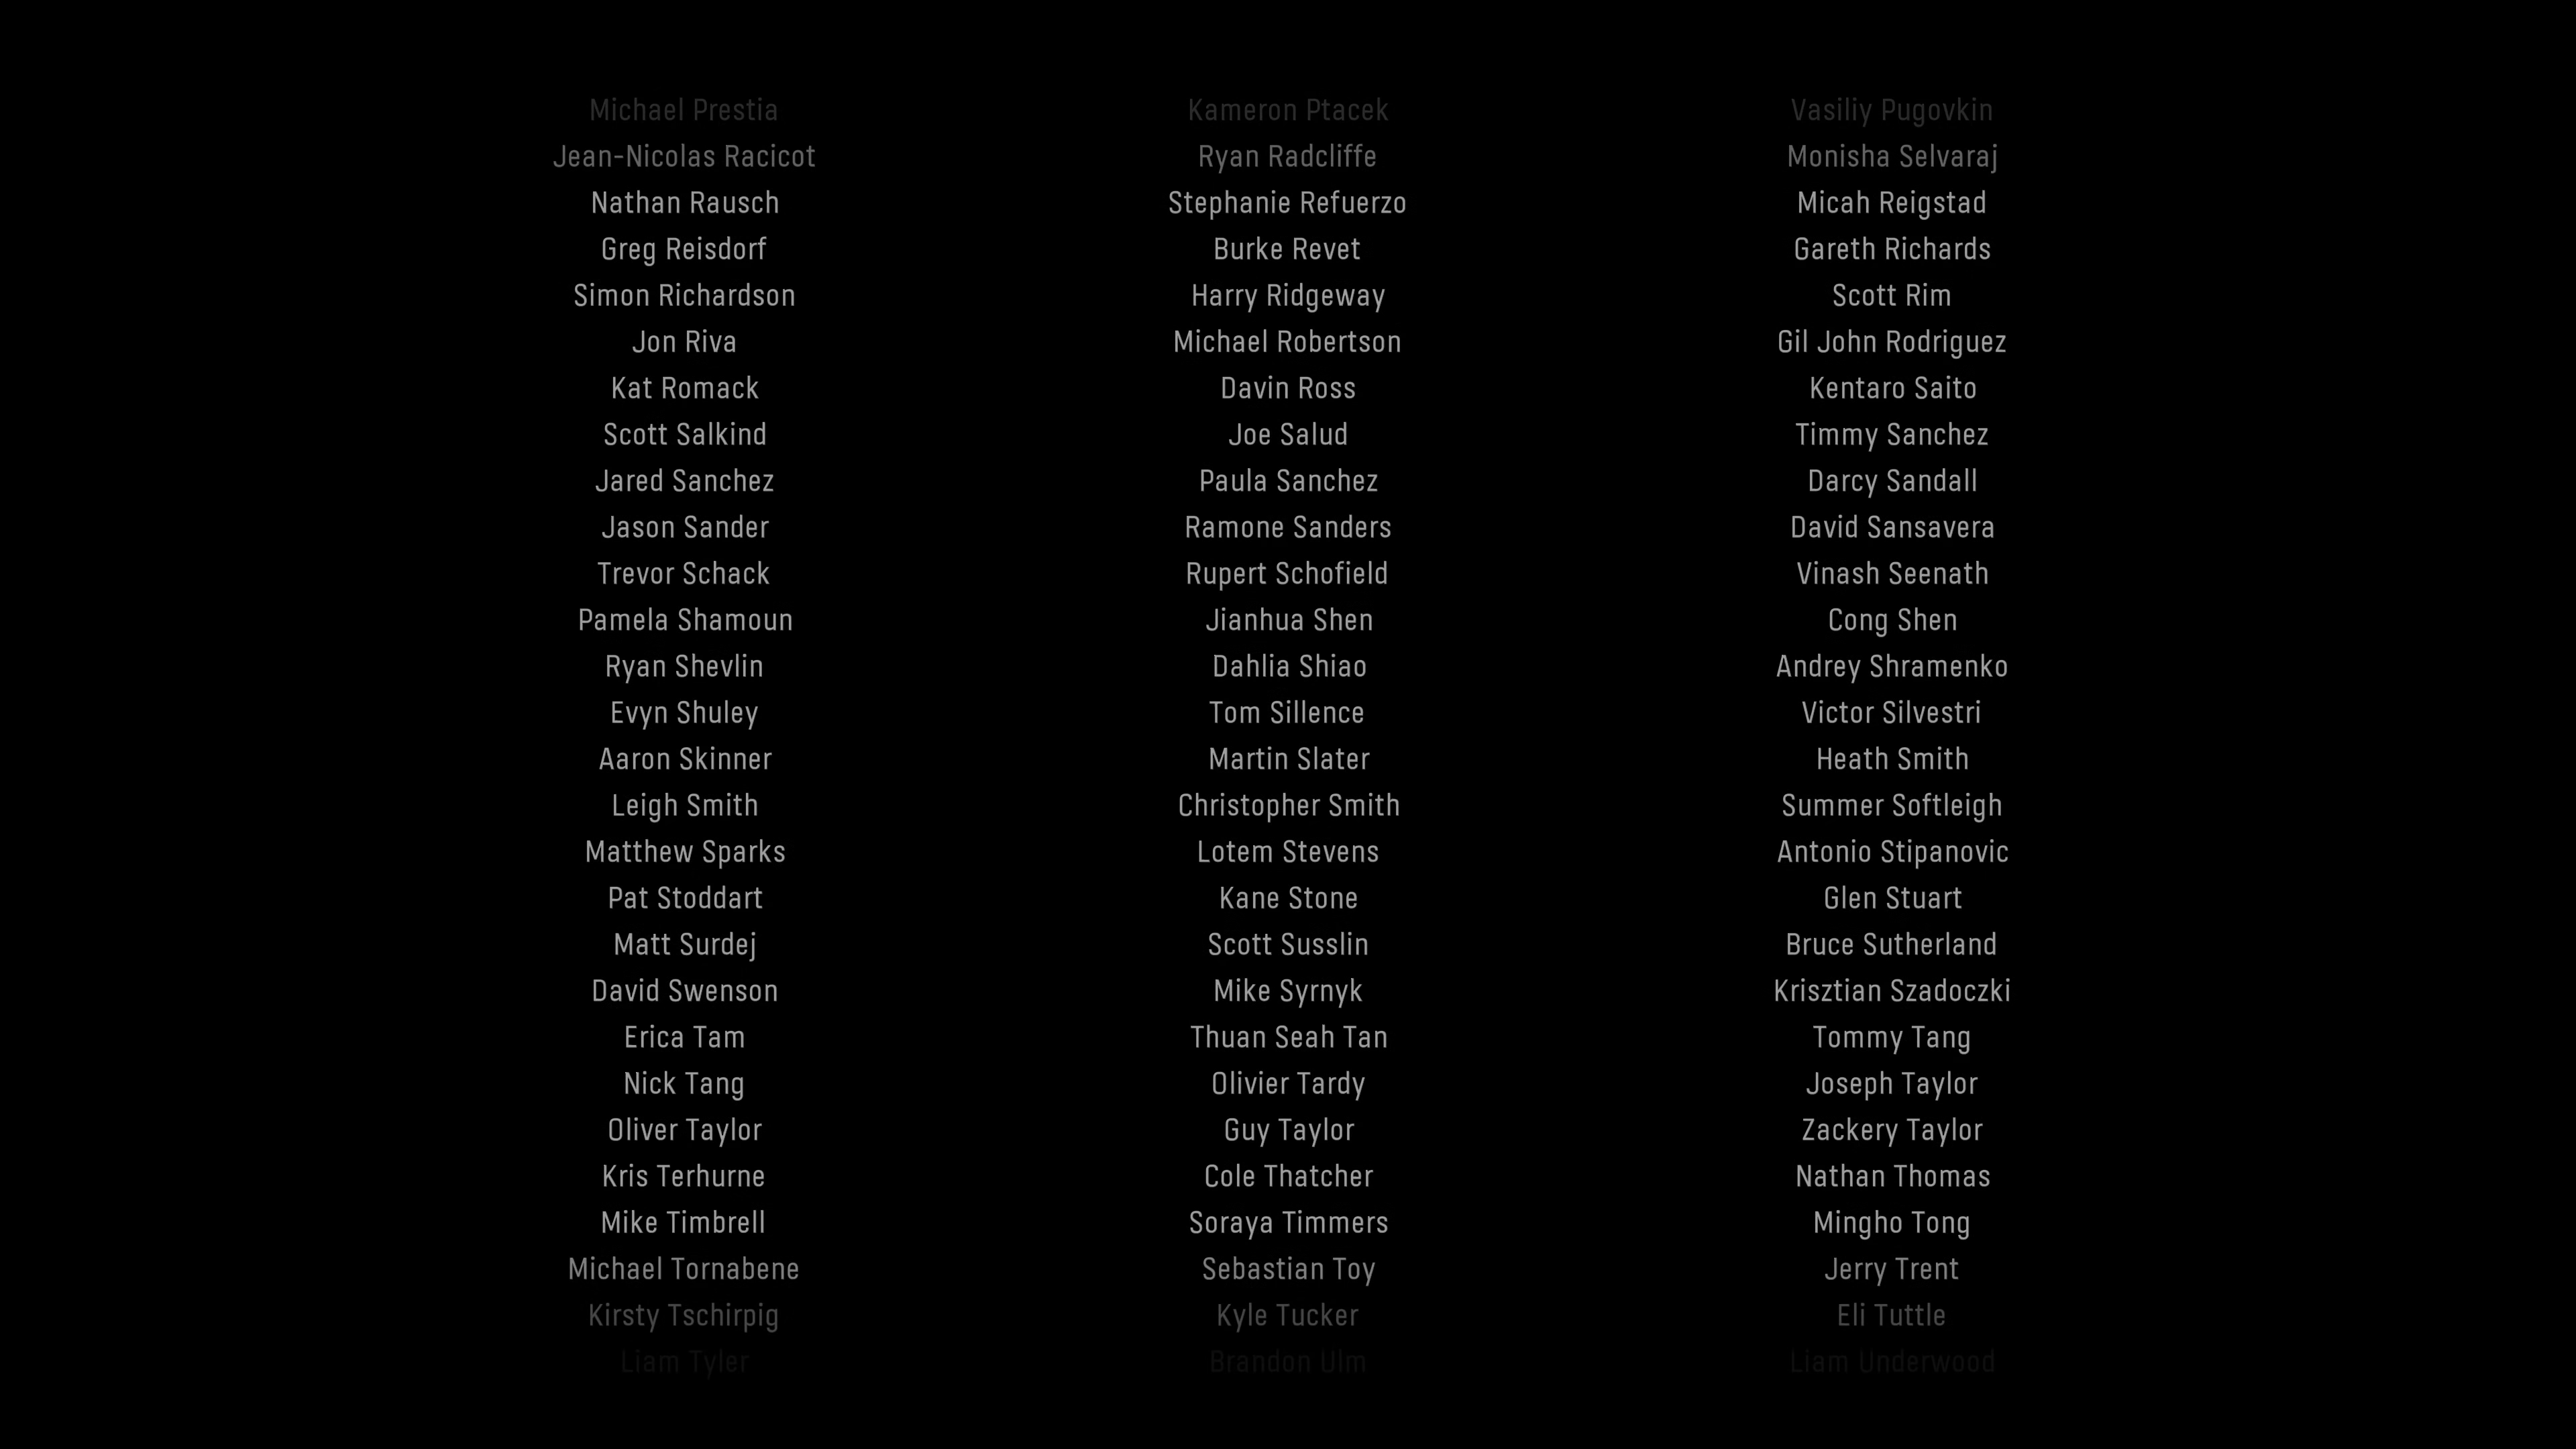 Michael Prestia Kameron Ptacek Vasiliy Pugovkin
Jean-Nicolas Racicot Ryan Radcliffe Monisha Selvaraj
Nathan Rausch Stephanie Refuerzo Micah Reigstad
Greg Reisdorf Burke Revet Gareth Richards
Simon Richardson Harry Ridgeway Scott Rim
Jon Riva Michael Robertson Gil John Rodriguez
Kat Romack Davin Ross Kentaro Saito
Scott Salkind Joe Salud Timmy Sanchez
Jared Sanchez Paula Sanchez Darcy Sandall
Jason Sander Ramone Sanders David Sansavera
Trevor Schack Rupert Schofield Vinash Seenath
Pamela Shamoun Jianhua Shen Cong Shen
Ryan Shevlin Dahlia Shiao Andrey Shramenko
Evyn Shuley Tom Sillence Victor Silvestri
Aaron Skinner Martin Slater Heath Smith
Leigh Smith Christopher Smith Summer Softleigh
Matthew Sparks Lotem Stevens Antonio Stipanovic
Pat Stoddart Kane Stone Glen Stuart
Matt Surdej Scott Susslin Bruce Sutherland
David Swenson Mike Syrnyk Krisztian Szadoczki
Erica Tam Thuan Seah Tan Tommy Tang
Nick Tang Olivier Tardy Joseph Taylor
Oliver Taylor Guy Taylor Zackery Taylor
Kris Terhurne Cole Thatcher Nathan Thomas
Mike Timbrell Soraya Timmers Mingho Tong
Michael Tornabene Sebastian Toy Jerry Trent
Kirsty Tschirpig Kyle Tucker Eli Tuttle
Liam Tyler Brandon Ulm Liam Underwood